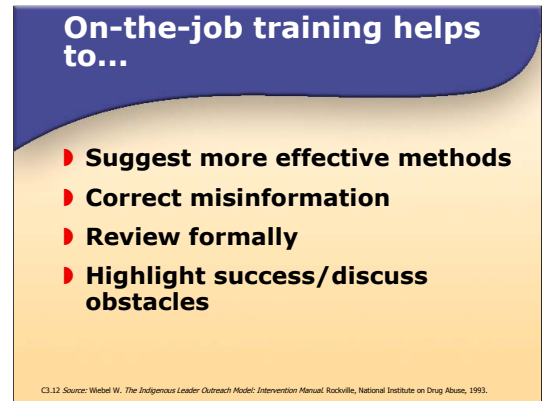 On-the-job training helps
to...
Suggest more effective methods
Correct misinformation
Review formally
Highlight success/discuss
obstacles
C3.12 Source: Wiebel W. The Indigenous Leader Outreach Model: Intervention Manual. Rockville, National Institute on Drug Abuse, 1993.